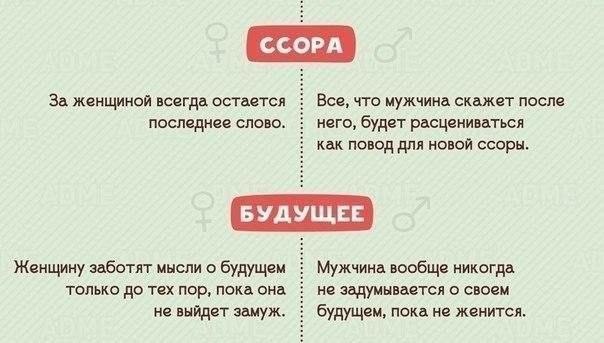 ССОРА
За женщиной всегда остается
последнее слово.
Все, что мужчина скажет после
него, будет расцениваться
как повод для новой ссоры.
БУДУЩЕЕ
Женщину заботят мысли о будущем
только до тех пор, пока она
не выйдет замуж.
Мужчина вообще никогда
не задумывается о своем
будущем, пока не женится.